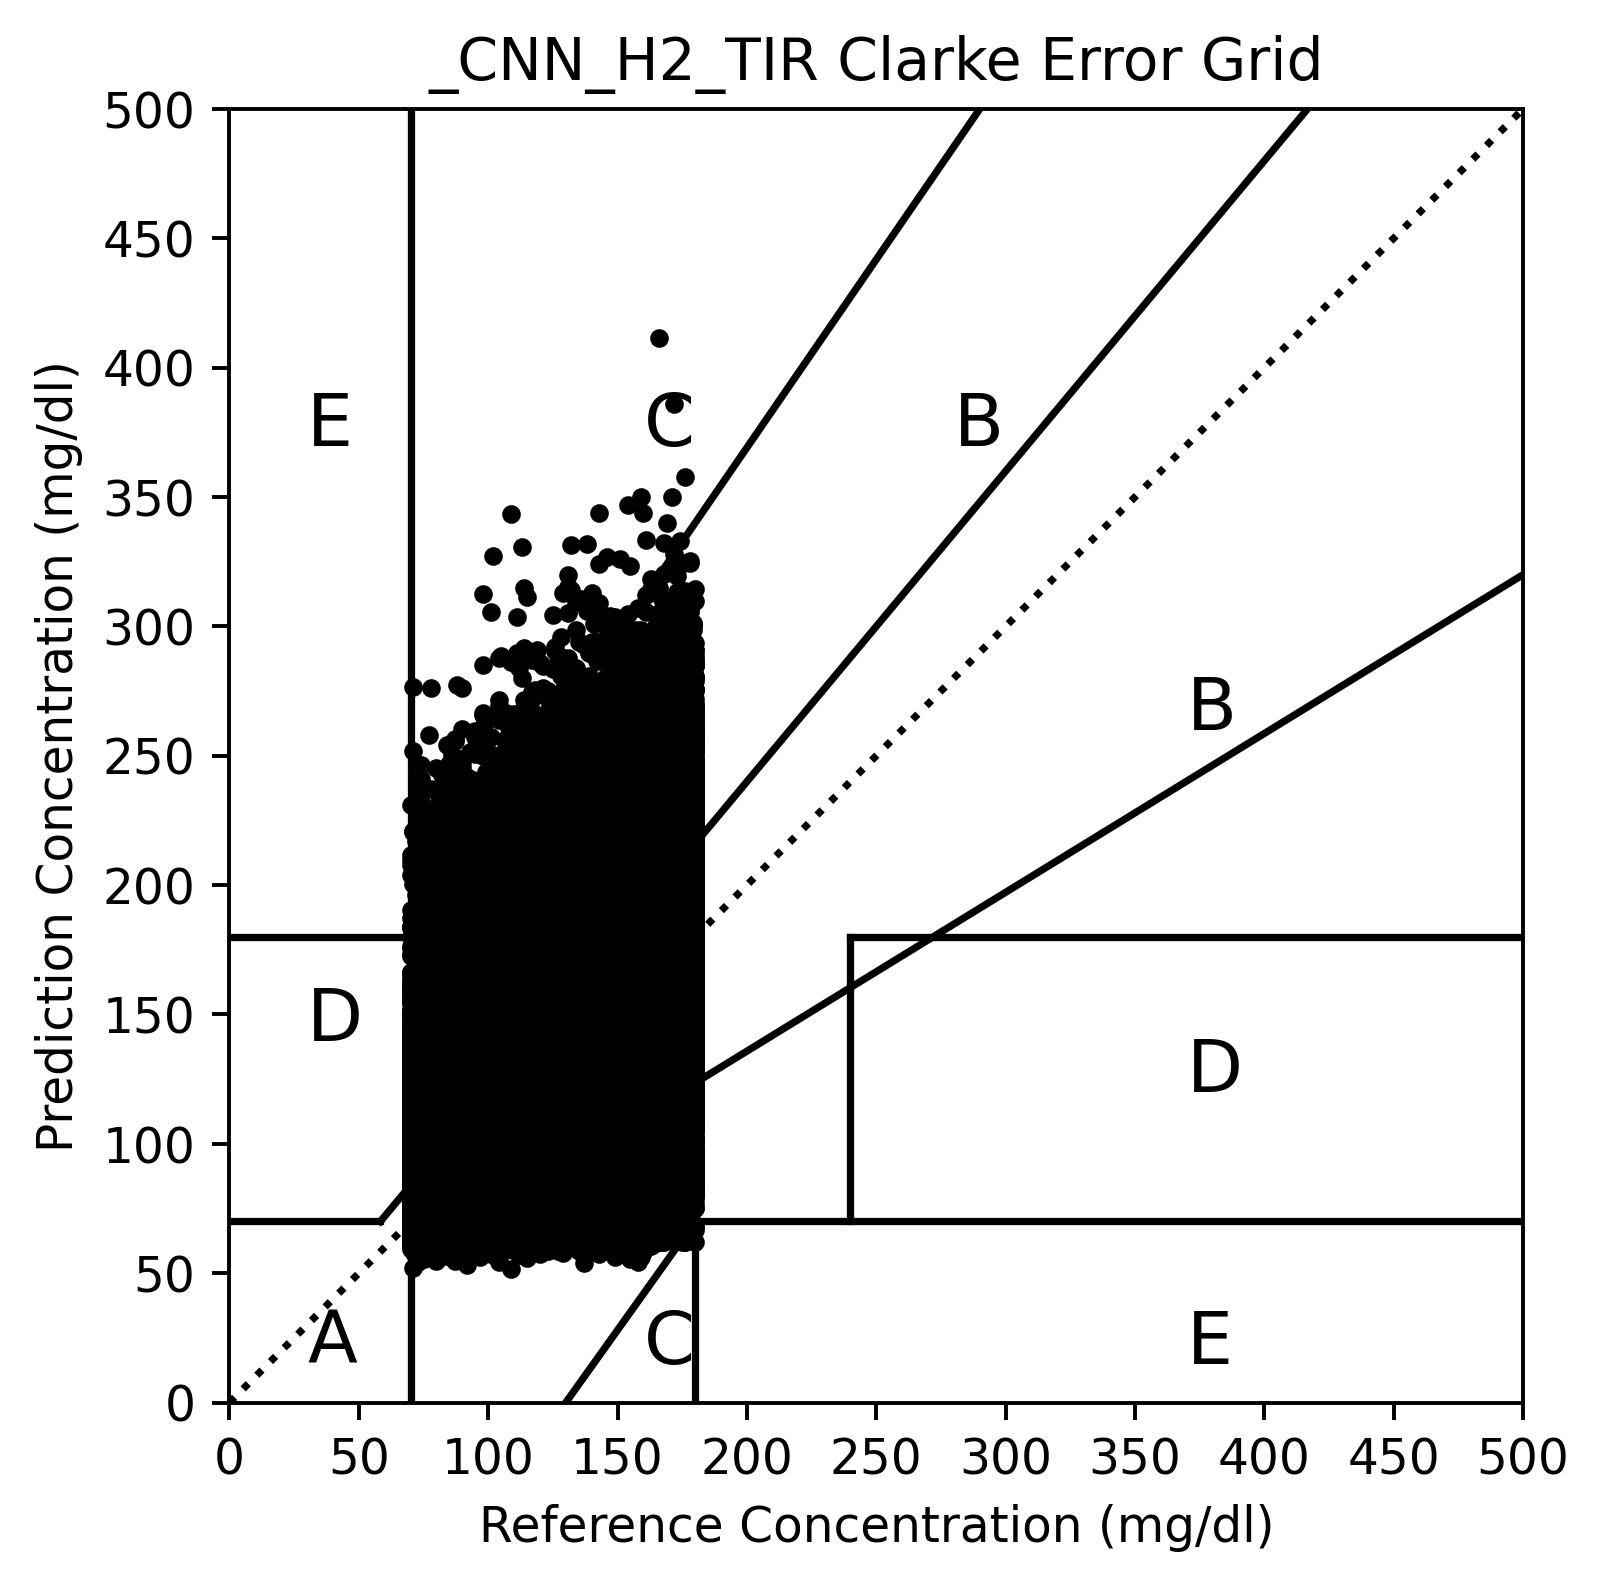 _CNN_H2_TIR Clarke Error Grid
500
450
400
350
300
250
200
150
100
50
0
Prediction Concentration (mg/dl)
E
C
B
B
D
D
A
C
E
0 50 100 150 200 250 300 350 400 450 500
Reference Concentration (mg/dl)